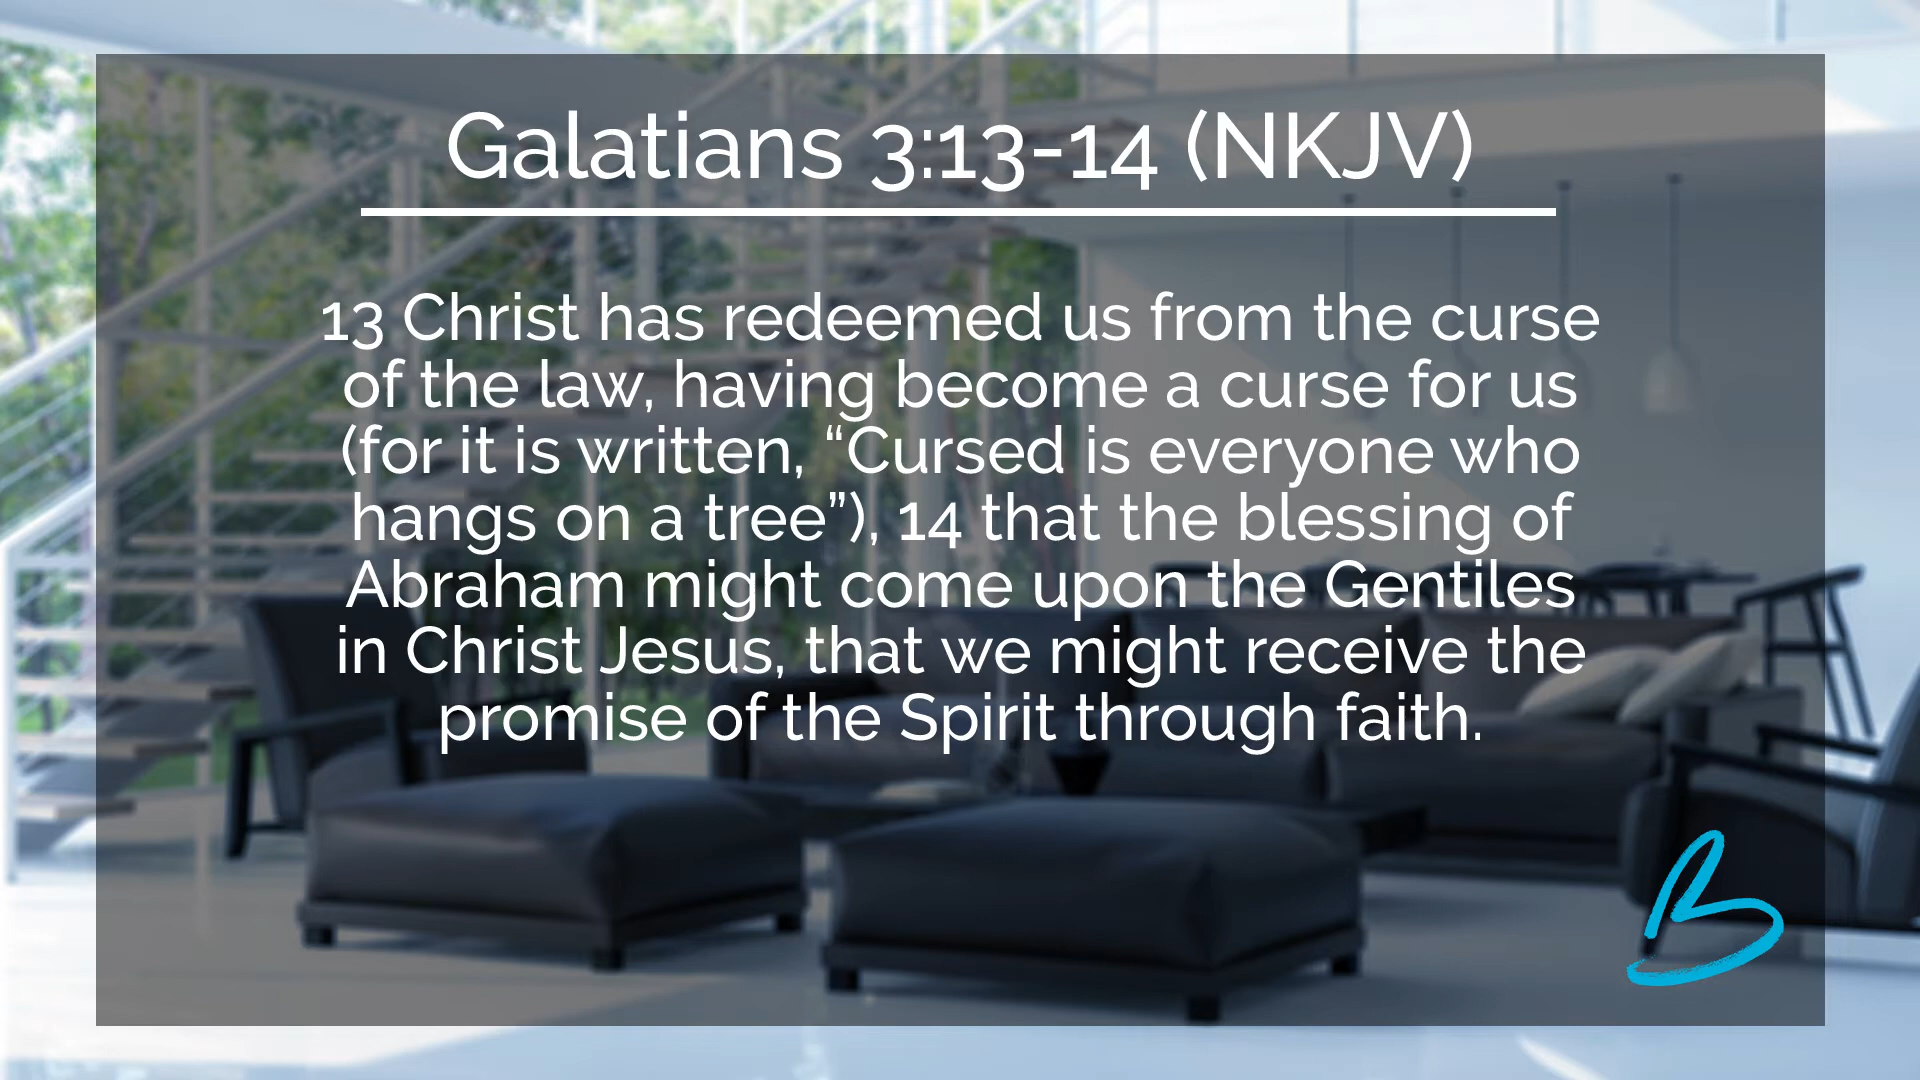 Galatians 3:13-14 (NKJV)
13 Christ has redeemed us from the curse
of the law, having become a curse for us
(for it is written, “Cursed is everyone who
hangs on a tree”), 14 that the blessing of
Abraham might come upon the Gentiles
in Christ Jesus, that we might receive the
promise of the Spirit through faith.
B